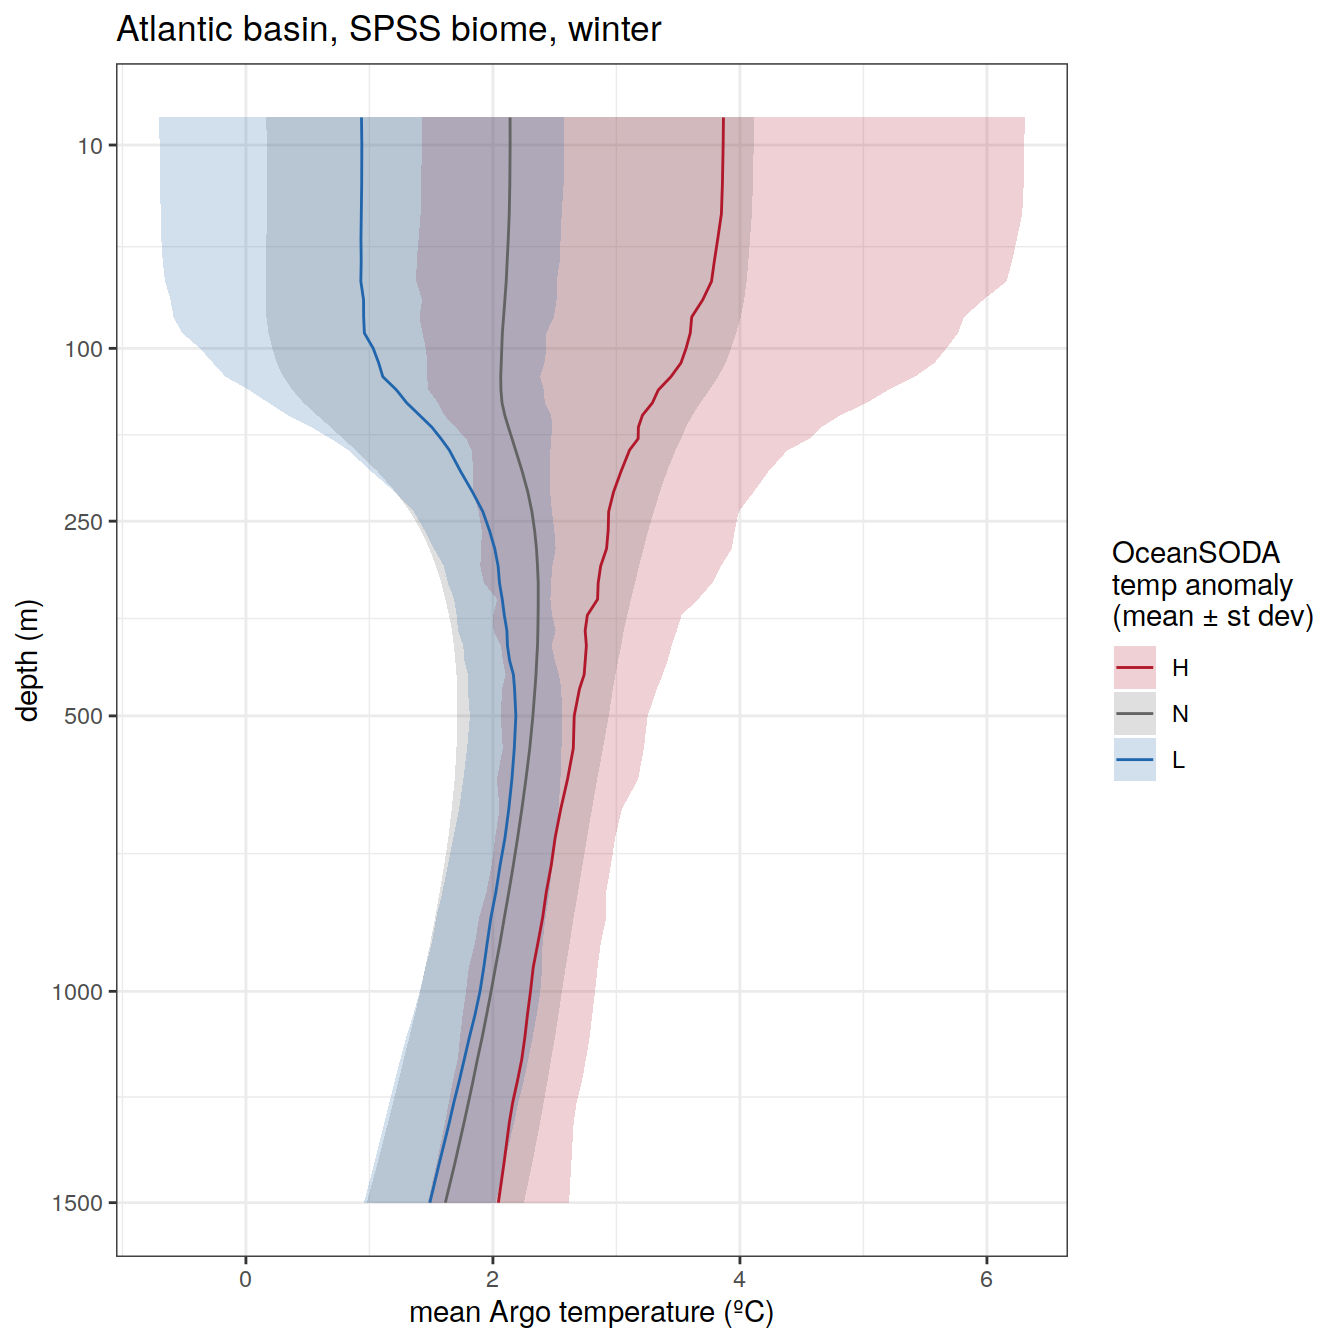 Atlantic basin, SPSS biome, winter
10
100
250
500
1000
1500
depth (m)
0
2
4
6
mean Argo temperature (ºC)
OceanSODA
temp anomaly
(mean ± st dev)
H
N
L